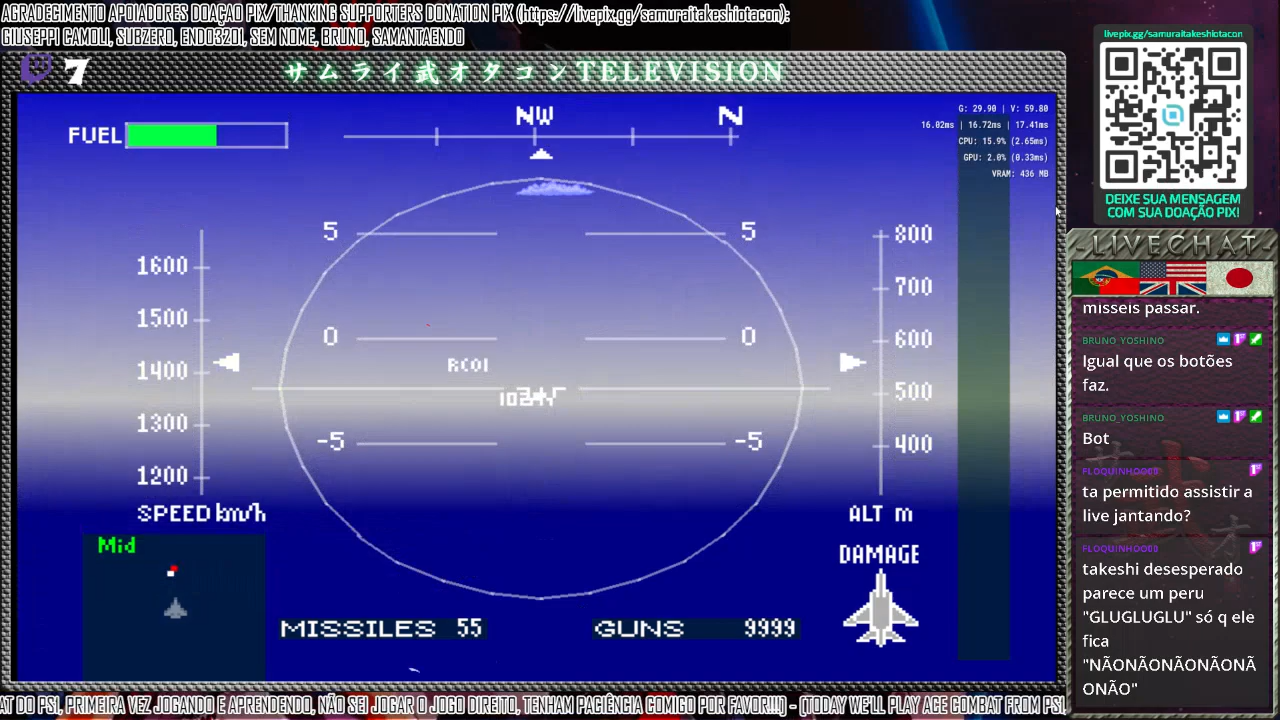 AGRADECIMENTO APOIADORES DOAÇÃO PIX/THANKING SUPPORTERS DONATION PIX (https://livepix.gg/samuraitakeshiotacon):
GIUSEPPI CAMOLI, SUBZERO, ENDO3201, SEM NOME, BRUNO, SAMANTAENDO
7
サムライ武オタコンTELEVISION
livepix.gg/samuraitakeshiotacon
DEIXE SUA MENSAGEM
COM SUA DOAÇÃO PIX!
G: 29.90 | V: 59.80
16.02ms | 16.72ms | 17.41ms
CPU: 15.9% (2.65ms)
GPU: 2.0% (0.33ms)
VRAM: 436 MB
FUEL
NW
N
5
5
0
0
-5
-5
1600
1500
1400
1300
1200
SPEED km/h
800
700
600
500
400
ALT m
RC01
DAMAGE
Mid
MISSILES 55
GUNS 9999
-LIVECHAT-
misseis passar.
BRUNO_YOSHINO
Igual que os botões
faz.
BRUNO_YOSHINO
Bot
FLOQUINHOO00
ta permitido assistir a
live jantando?
FLOQUINHOO00
takeshi desesperado
parece um peru
"GLUGLUGLU" só q ele
fica
"NÃONÃONÃONÃONÃ
ONÃO"
AT DO PS1, PRIMEIRA VEZ JOGANDO E APRENDENDO, NÃO SEI JOGAR O JOGO DIREITO, TENHAM PACIÊNCIA COMIGO POR FAVOR!!!] - [TODAY WE'LL PLAY ACE COMBAT FROM PS1,